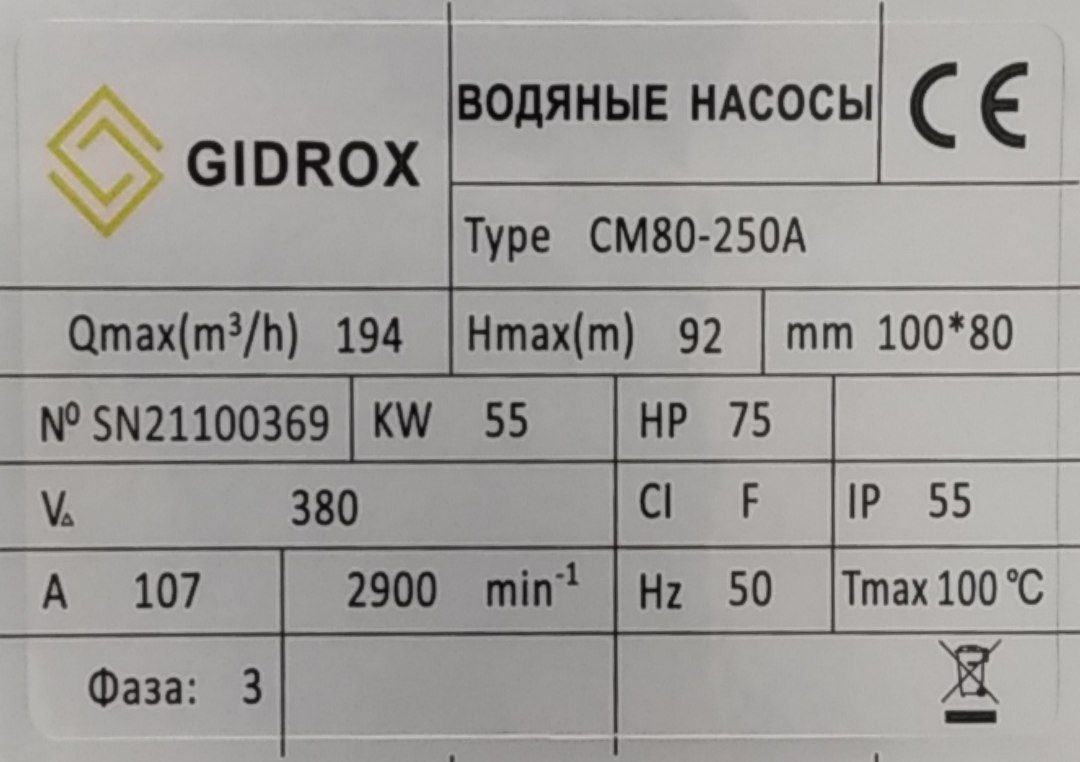 GIDROX
ВОДЯНЫЕ НАСОСЫ
CE
Type CM80-250A
Qmax(m³/h) 194 Hmax(m) 92 mm 100*80
Nº SN21100369 KW 55 HP 75
V△ 380 Cl F IP 55
A 107 2900 min⁻¹ Hz 50 Tmax 100 ℃
Фаза: 3